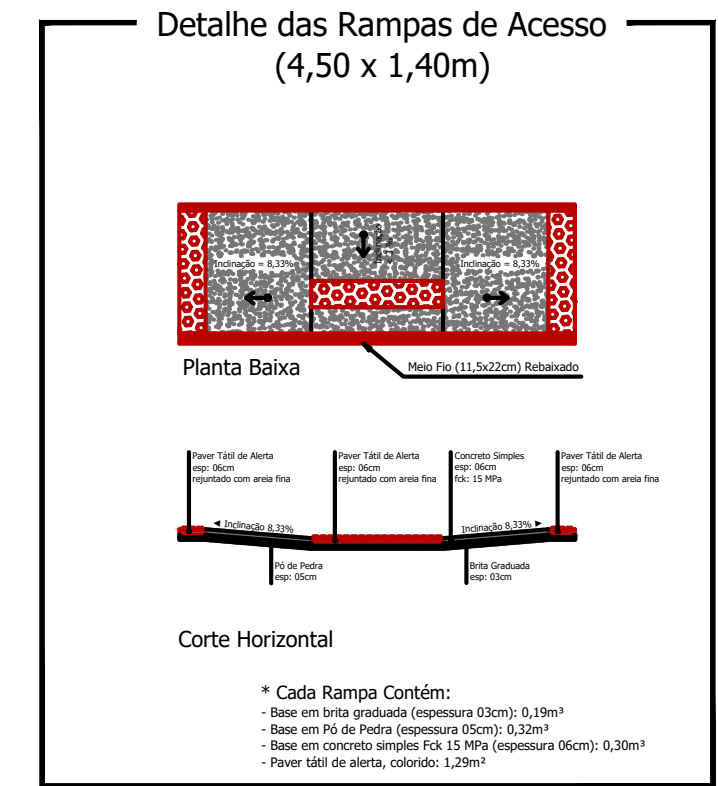 Detalhe das Rampas de Acesso
(4,50 x 1,40m)
Inclinação = 8,33%
Inclinação
Inclinação = 8,33%
Planta Baixa
Meio Fio (11,5x22cm) Rebaixado
Paver Tátil de Alerta
esp: 06cm
rejuntado com areia fina
Paver Tátil de Alerta
esp: 06cm
rejuntado com areia fina
Concreto Simples
esp: 06cm
fck: 15 MPa
Paver Tátil de Alerta
esp: 06cm
rejuntado com areia fina
Inclinação 8,33%
Inclinação 8,33%
Pó de Pedra
esp: 05cm
Brita Graduada
esp: 03cm
Corte Horizontal
* Cada Rampa Contém:
- Base em brita graduada (espessura 03cm): 0,19m³
- Base em Pó de Pedra (espessura 05cm): 0,32m³
- Base em concreto simples Fck 15 MPa (espessura 06cm): 0,30m³
- Paver tátil de alerta, colorido: 1,29m²